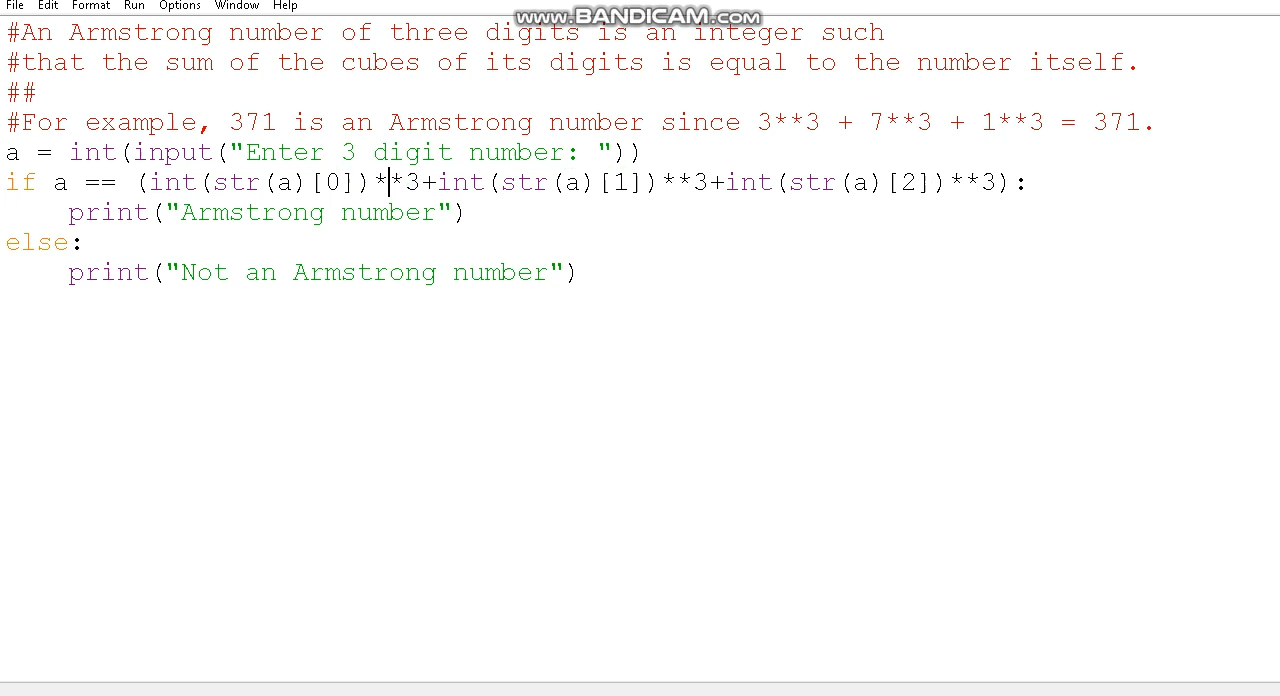 File Edit Format Run Options Window Help
www.BANDICAM.com
#An Armstrong number of three digits is an integer such
#that the sum of the cubes of its digits is equal to the number itself.
##
#For example, 371 is an Armstrong number since 3**3 + 7**3 + 1**3 = 371.
a = int(input("Enter 3 digit number: "))
if a == (int(str(a)[0])**3+int(str(a)[1])**3+int(str(a)[2])**3):
    print("Armstrong number")
else:
    print("Not an Armstrong number")